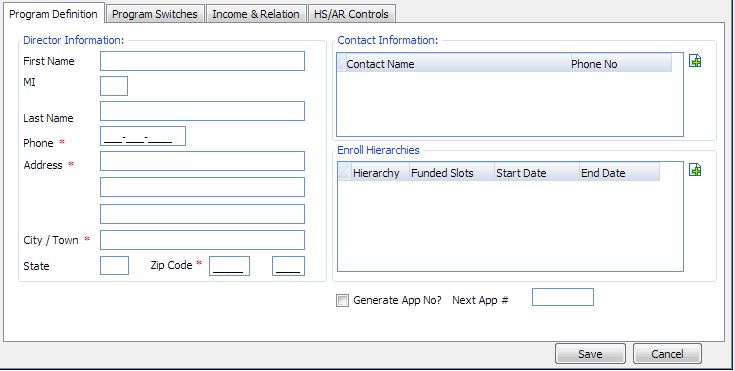 Program Definition Program Switches Income & Relation HS/AR Controls
Director Information:
First Name
MI
Last Name
Phone * ___-___-____
Address *
City / Town *
State Zip Code * _____ ____
Contact Information:
Contact Name Phone No
Enroll Hierarchies
Hierarchy Funded Slots Start Date End Date
Generate App No? Next App #
Save Cancel